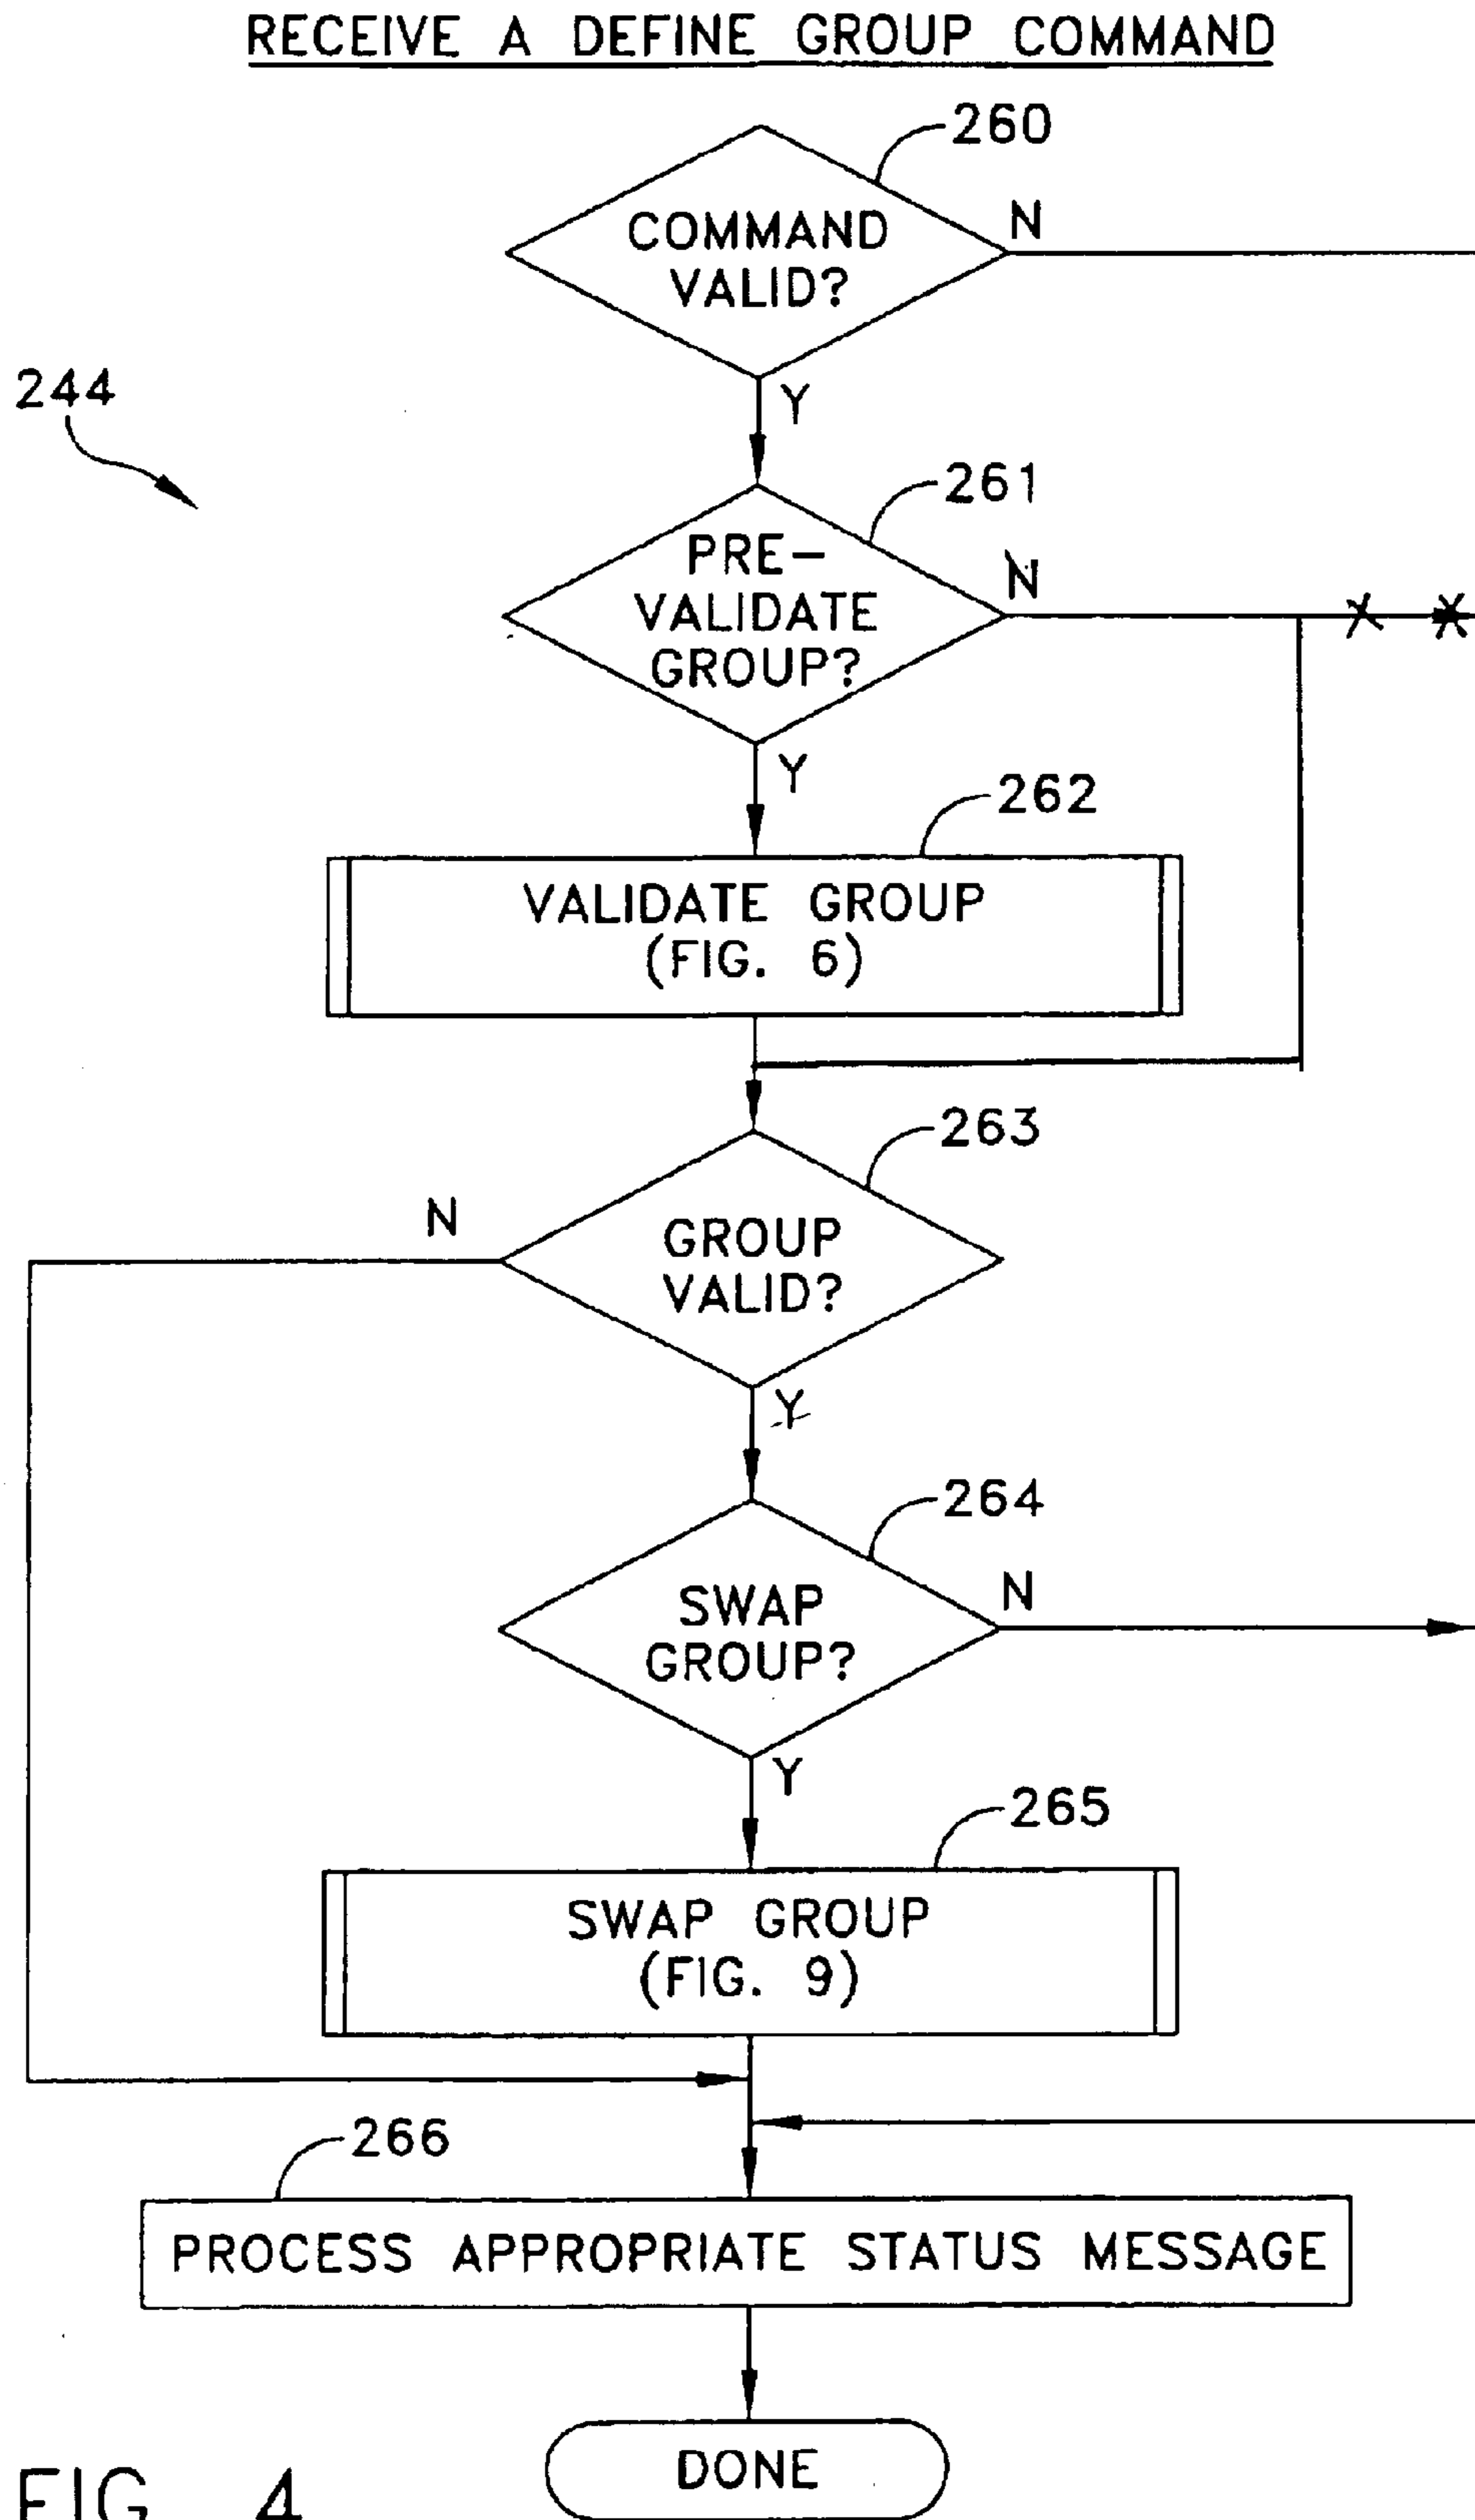 RECEIVE A DEFINE GROUP COMMAND
260
COMMAND
VALID?
N
Y
244
261
PRE-
VALIDATE
GROUP?
N
Y
262
VALIDATE GROUP
(FIG. 6)
263
GROUP
VALID?
N
Y
264
SWAP
GROUP?
N
Y
265
SWAP GROUP
(FIG. 9)
266
PROCESS APPROPRIATE STATUS MESSAGE
DONE
FIG. 4